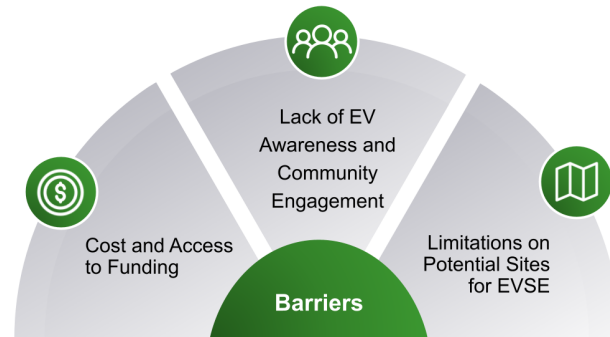 Lack of EV
Awareness and
Community
Engagement
$
Cost and Access
to Funding
Limitations on
Potential Sites
for EVSE
Barriers